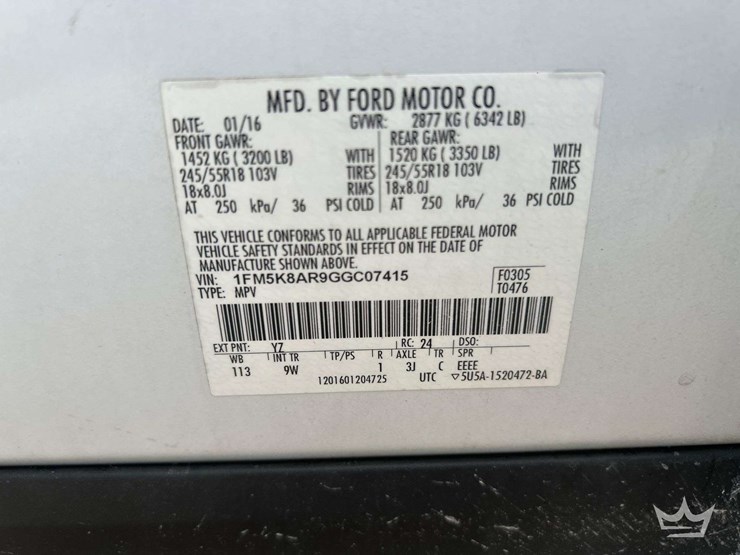 MFD. BY FORD MOTOR CO.
DATE: 01/16 GVWR: 2877 KG ( 6342 LB)
FRONT GAWR: REAR GAWR:
1452 KG ( 3200 LB) WITH 1520 KG ( 3350 LB) WITH
245/55R18 103V TIRES 245/55R18 103V TIRES
18x8.0J RIMS 18x8.0J RIMS
AT 250 kPa/ 36 PSI COLD AT 250 kPa/ 36 PSI COLD
THIS VEHICLE CONFORMS TO ALL APPLICABLE FEDERAL MOTOR
VEHICLE SAFETY STANDARDS IN EFFECT ON THE DATE OF
MANUFACTURE SHOWN ABOVE.
VIN: 1FM5K8AR9GGC07415 F0305
TYPE: MPV T0476
EXT PNT: YZ RC: 24 DSO:
WB INT TR TP/PS R AXLE TR SPR
113 9W 1 3J C EEEE
1201601204725 UTC ▽5U5A-1520472-BA